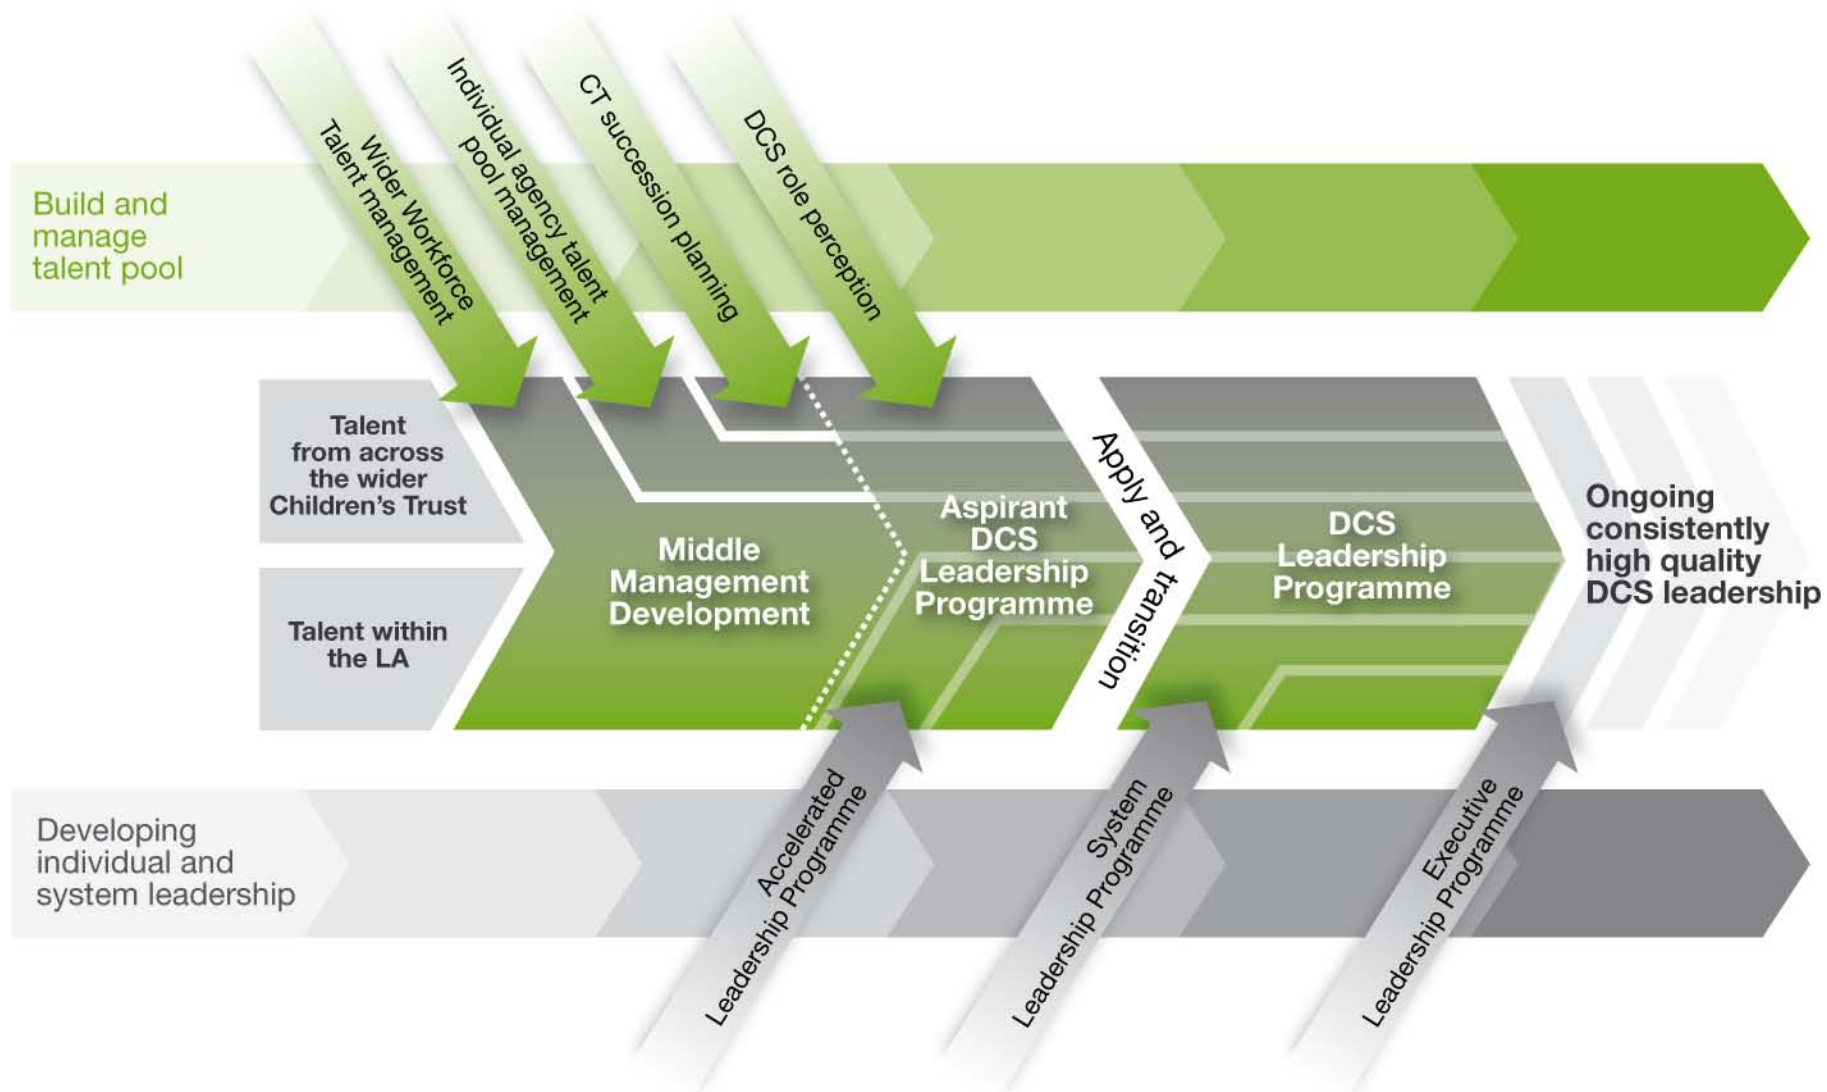 Wider Workforce
Talent management
Individual agency talent
pool management
CT succession planning
DCS role perception
Build and
manage
talent pool
Talent
from across
the wider
Children's Trust
Talent within
the LA
Middle
Management
Development
Aspirant
DCS
Leadership
Programme
Apply and transition
DCS
Leadership
Programme
Ongoing
consistently
high quality
DCS leadership
Developing
individual and
system leadership
Accelerated
Leadership Programme
System
Leadership Programme
Executive
Leadership Programme